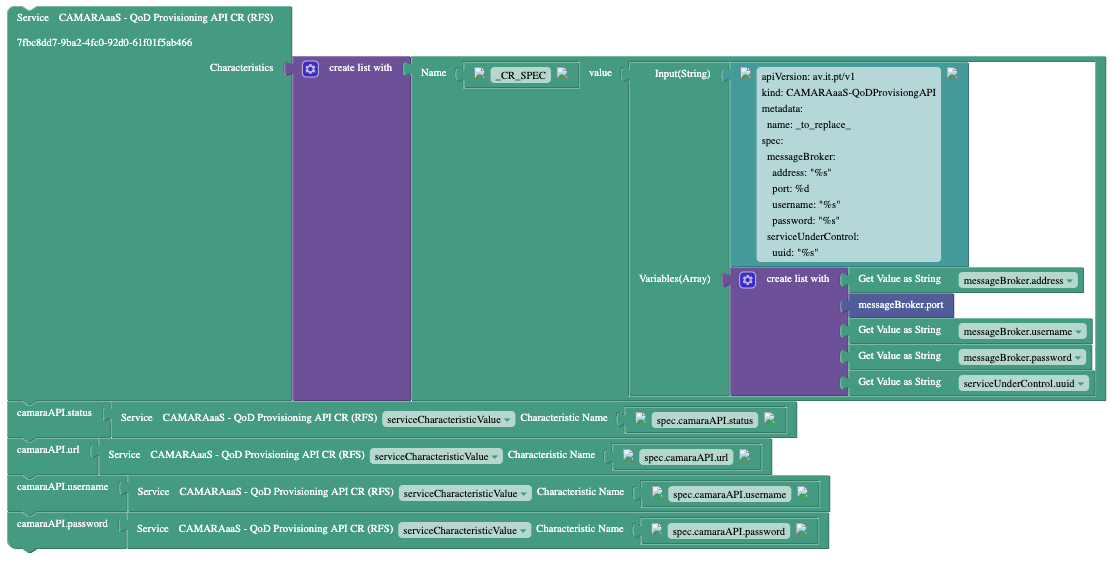 Service CAMARAaaS - QoD Provisioning API CR (RFS)
7fbc8dd7-9ba2-4fc0-92d0-61f01f5ab466
Characteristics create list with Name _CR_SPEC value Input(String)
apiVersion: av.it.pt/v1
kind: CAMARAaaS-QoDProvisiongAPI
metadata:
name: _to_replace_
spec:
messageBroker:
address: "%s"
port: %d
username: "%s"
password: "%s"
serviceUnderControl:
uuid: "%s"
Variables(Array) create list with Get Value as String messageBroker.address
messageBroker.port
Get Value as String messageBroker.username
Get Value as String messageBroker.password
Get Value as String serviceUnderControl.uuid
camaraAPI.status Service CAMARAaaS - QoD Provisioning API CR (RFS) serviceCharacteristicValue Characteristic Name spec.camaraAPI.status
camaraAPI.url Service CAMARAaaS - QoD Provisioning API CR (RFS) serviceCharacteristicValue Characteristic Name spec.camaraAPI.url
camaraAPI.username Service CAMARAaaS - QoD Provisioning API CR (RFS) serviceCharacteristicValue Characteristic Name spec.camaraAPI.username
camaraAPI.password Service CAMARAaaS - QoD Provisioning API CR (RFS) serviceCharacteristicValue Characteristic Name spec.camaraAPI.password